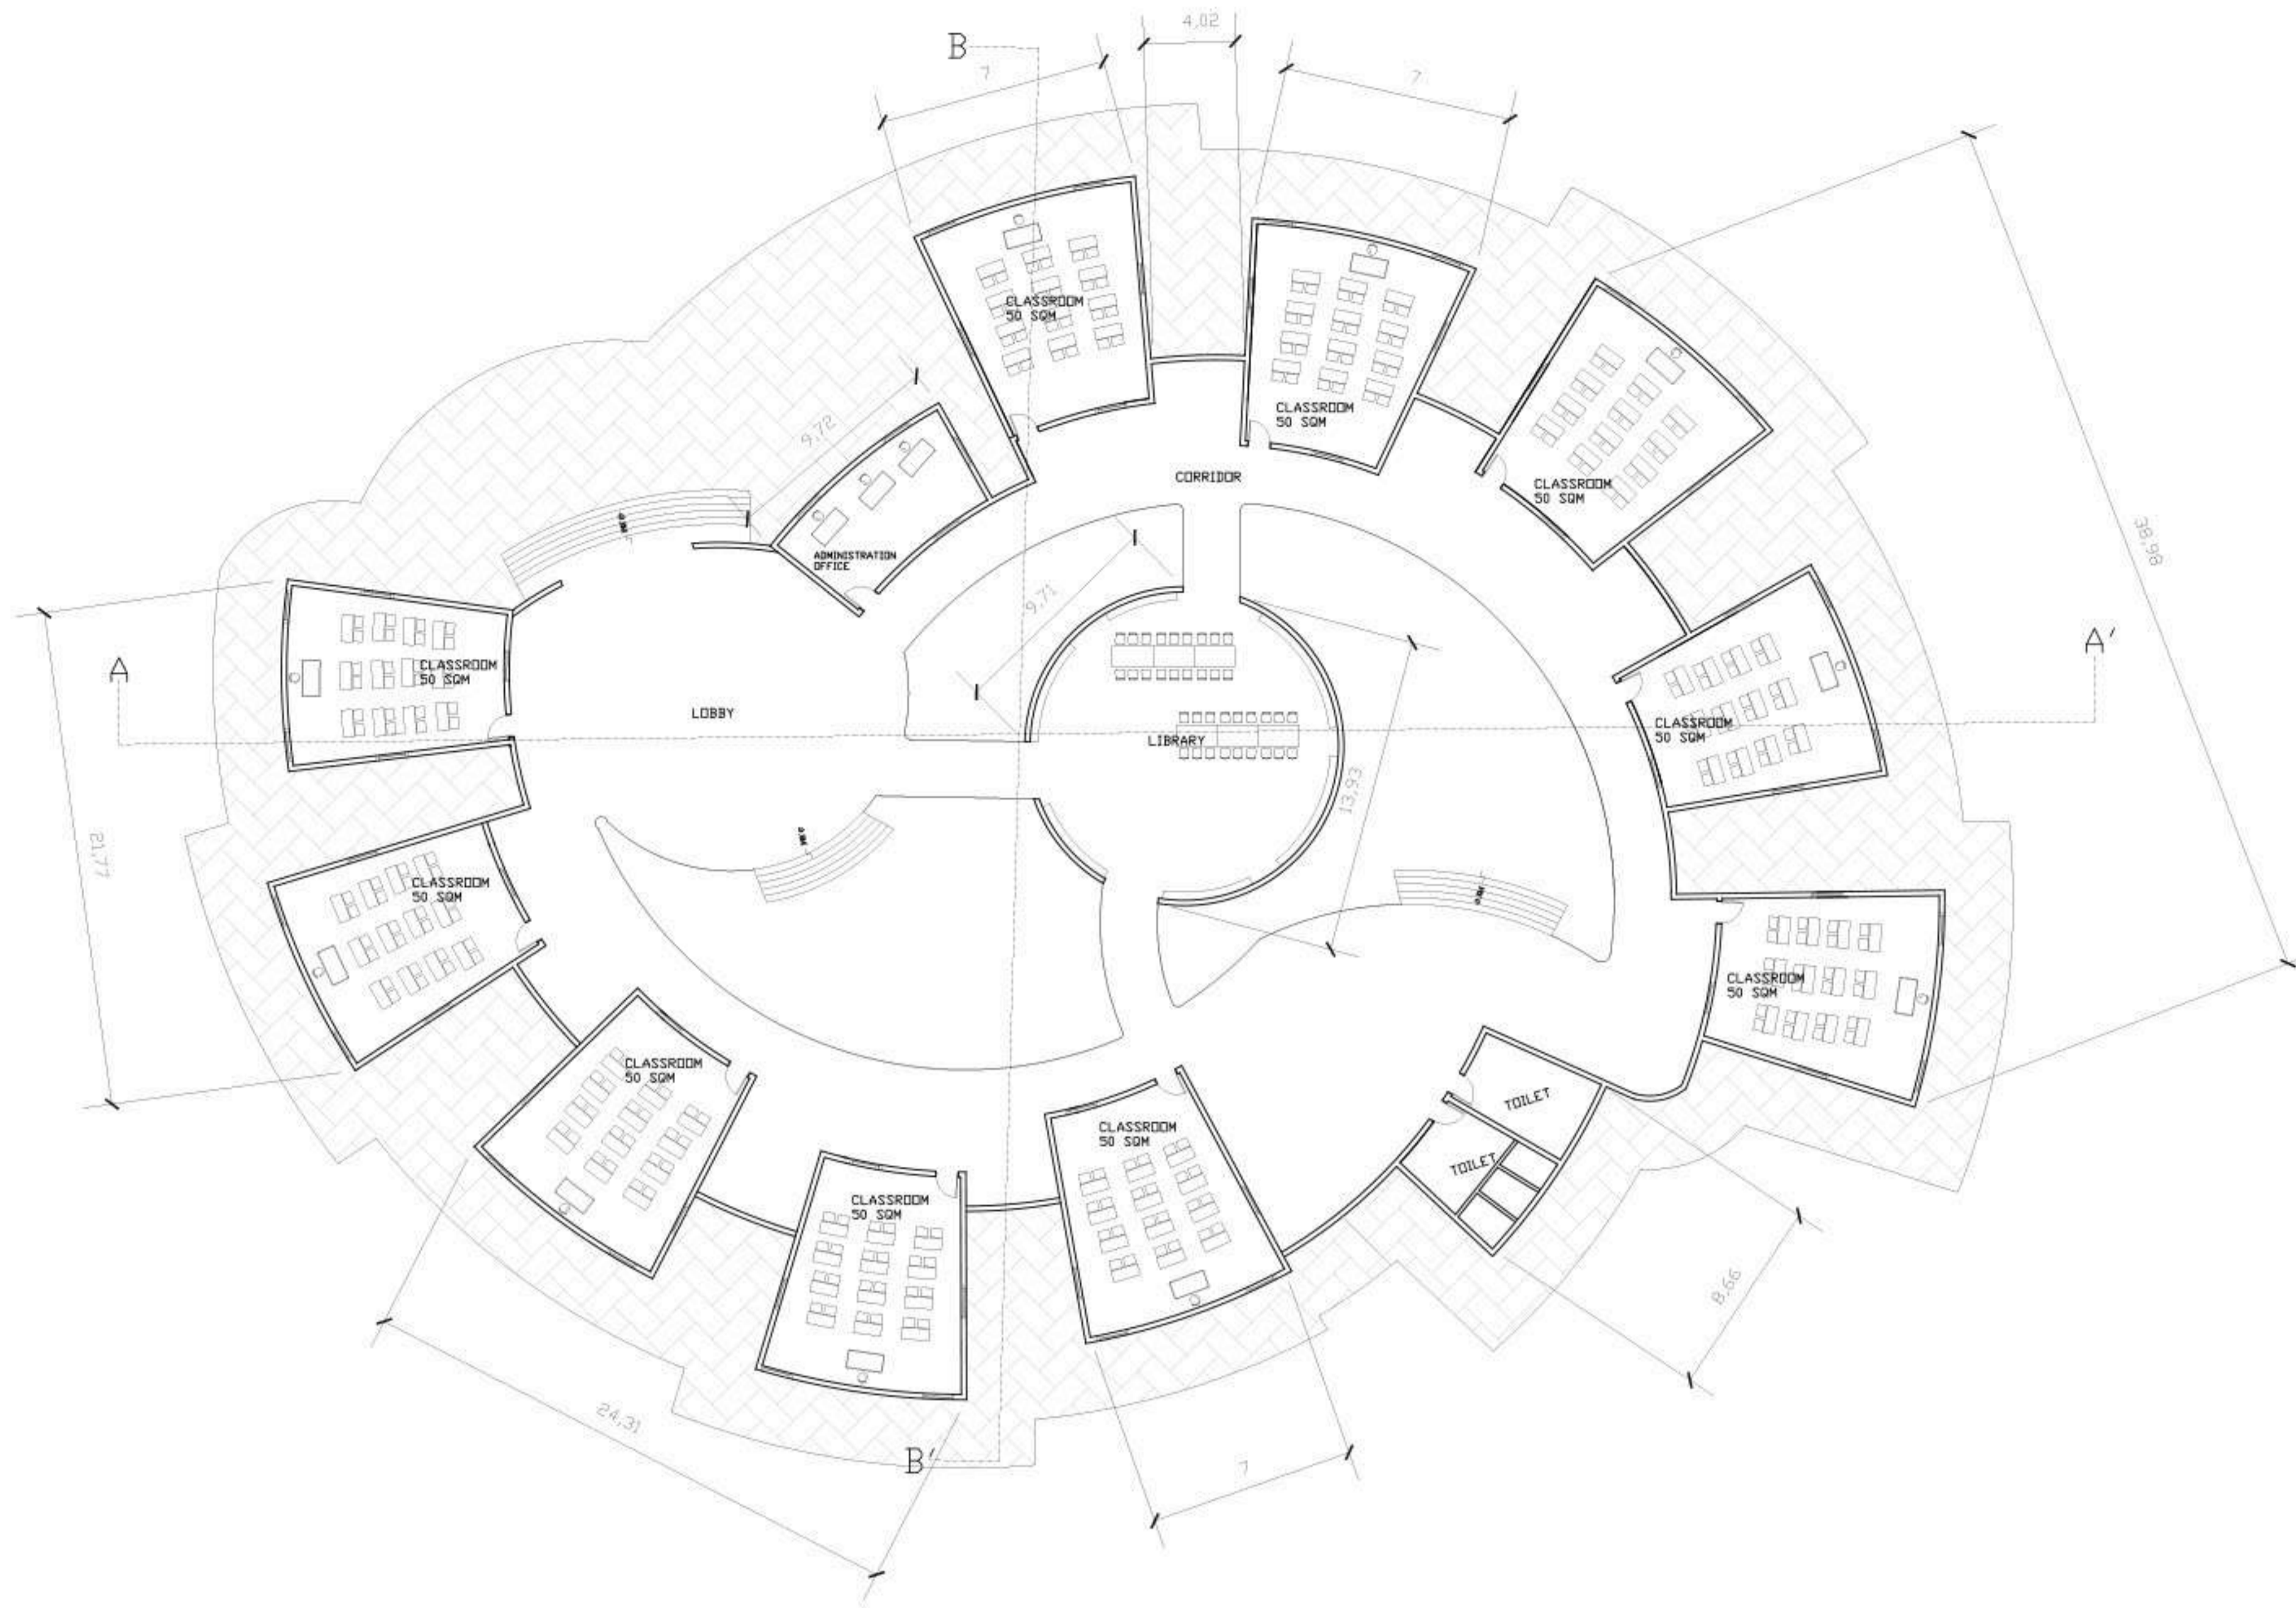 4,02
B
7
7
CLASSROOM
50 SQM
CLASSROOM
50 SQM
9,72
CORRIDOR
CLASSROOM
50 SQM
38,98
ADMINISTRATION
OFFICE
9,71
A
A'
CLASSROOM
50 SQM
LOBBY
LIBRARY
CLASSROOM
50 SQM
13,93
21,77
CLASSROOM
50 SQM
CLASSROOM
50 SQM
CLASSROOM
50 SQM
TOILET
CLASSROOM
50 SQM
TOILET
CLASSROOM
50 SQM
8,66
24,31
B'
7